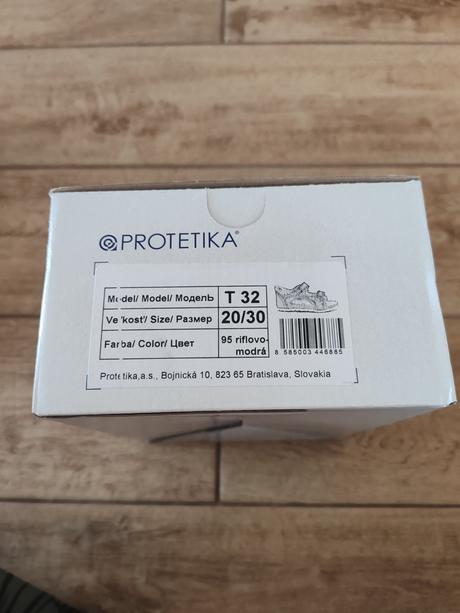 PROTETIKA®
Model/ Model/ Модель T 32
Veľkosť/ Size/ Размер 20/30
Farba/ Color/ Цвет 95 riflovo-
modrá
8 585003 446885
Protetika,a.s., Bojnická 10, 823 65 Bratislava, Slovakia